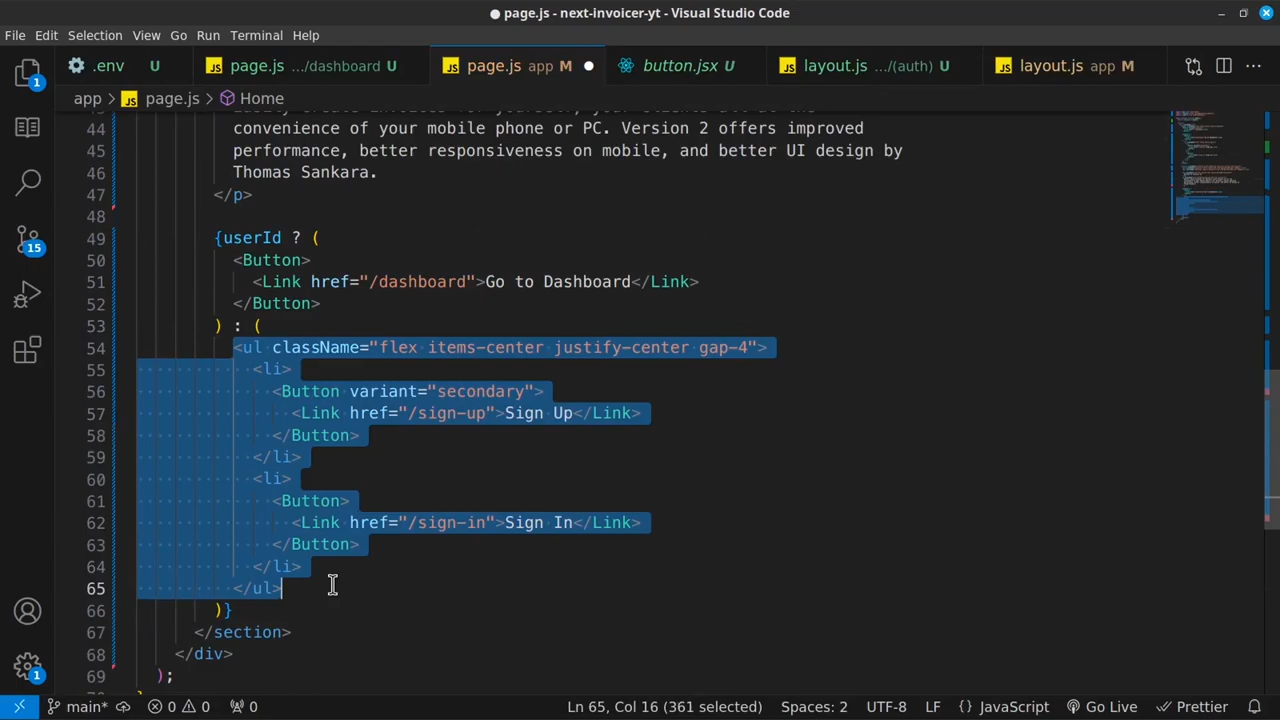 page.js - next-invoicer-yt - Visual Studio Code
File Edit Selection View Go Run Terminal Help
.env U page.js .../dashboard U page.js app M button.jsx U layout.js .../(auth) U layout.js app M
app > page.js > Home
44 convenience of your mobile phone or PC. Version 2 offers improved
45 performance, better responsiveness on mobile, and better UI design by
46 Thomas Sankara.
47 </p>
48
49 {userId ? (
50 <Button>
51 <Link href="/dashboard">Go to Dashboard</Link>
52 </Button>
53 ) : (
54 <ul className="flex items-center justify-center gap-4">
55 <li>
56 <Button variant="secondary">
57 <Link href="/sign-up">Sign Up</Link>
58 </Button>
59 </li>
60 <li>
61 <Button>
62 <Link href="/sign-in">Sign In</Link>
63 </Button>
64 </li>
65 </ul>
66 )}
67 </section>
68 </div>
69 );
1
15
1
main* 0 0 0 Ln 65, Col 16 (361 selected) Spaces: 2 UTF-8 LF {} JavaScript Go Live Prettier